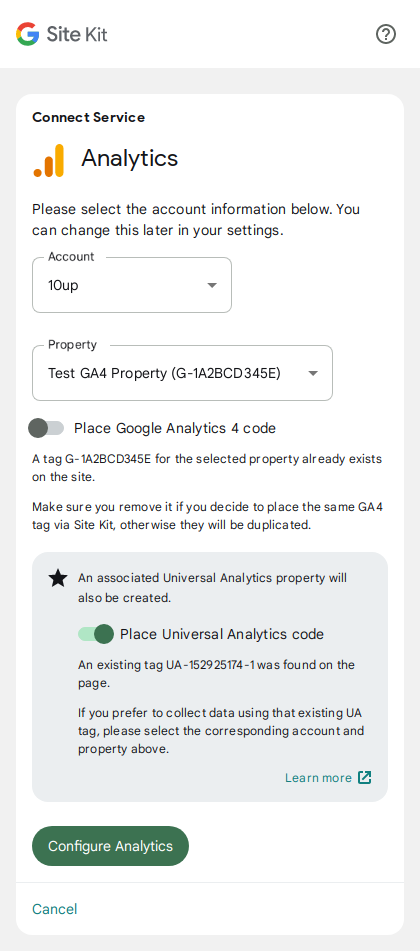 Site Kit
Connect Service
Analytics
Please select the account information below. You
can change this later in your settings.
Account
10up
Property
Test GA4 Property (G-1A2BCD345E)
Place Google Analytics 4 code
A tag G-1A2BCD345E for the selected property already exists
on the site.
Make sure you remove it if you decide to place the same GA4
tag via Site Kit, otherwise they will be duplicated.
An associated Universal Analytics property will
also be created.
Place Universal Analytics code
An existing tag UA-152925174-1 was found on the
page.
If you prefer to collect data using that existing UA
tag, please select the corresponding account and
property above.
Learn more
Configure Analytics
Cancel